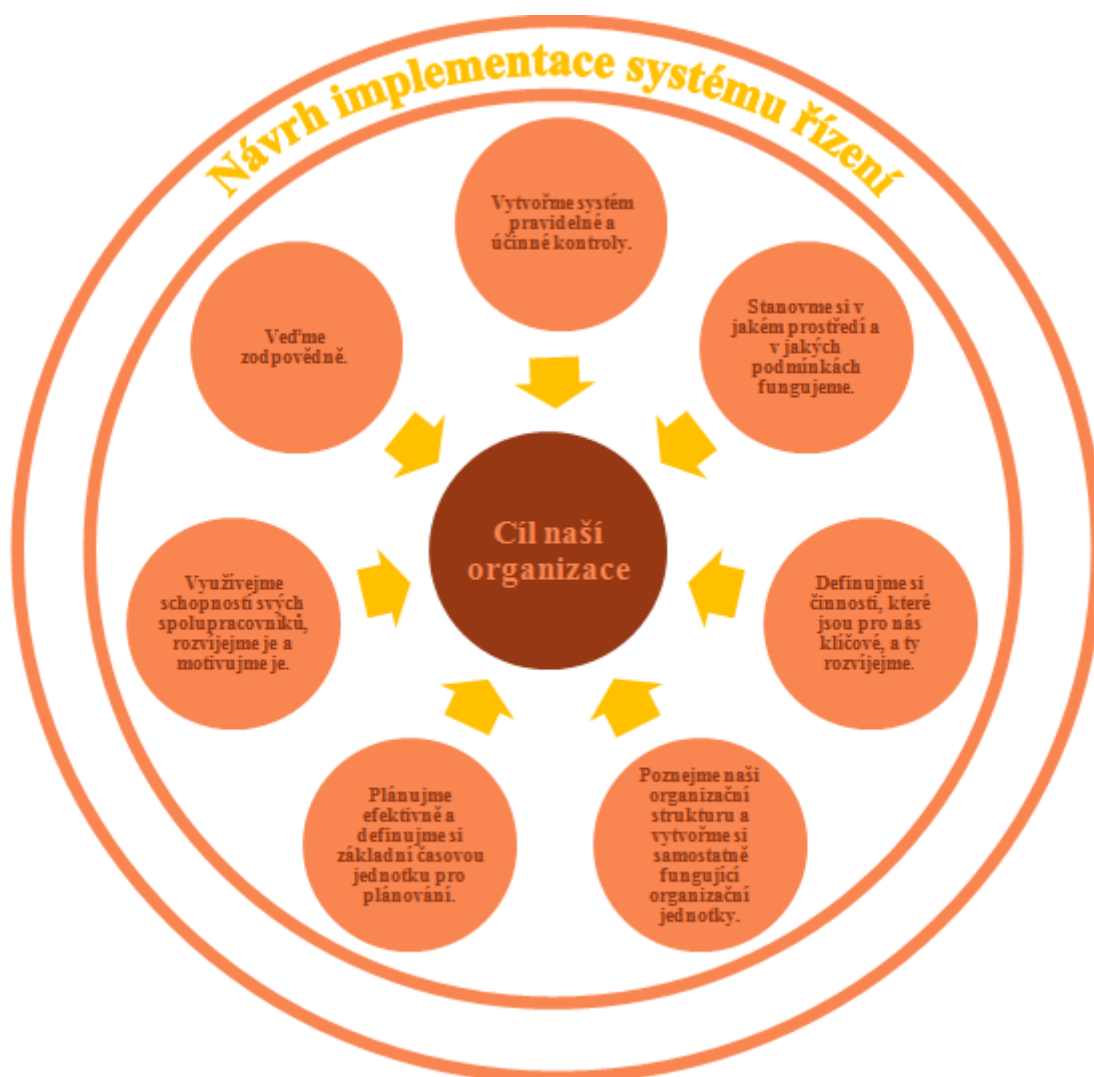 Návrh implementace systému řízení
Vytvořme systém
pravidelné a
účinné kontroly.
Stanovme si v
jakém prostředí a
v jakých
podmínkách
fungujeme.
Definujme si
činnosti, které
jsou pro nás
klíčové, a ty
rozvíjejme.
Poznejme naši
organizační
strukturu a
vytvořme si
samostatně
fungující
organizační
jednotky.
Plánujme
efektivně a
definujme si
základní časovou
jednotku pro
plánování.
Využívejme
schopností svých
spolupracovníků,
rozvíjejme je a
motivujme je.
Veďme
zodpovědně.
Cíl naší
organizace